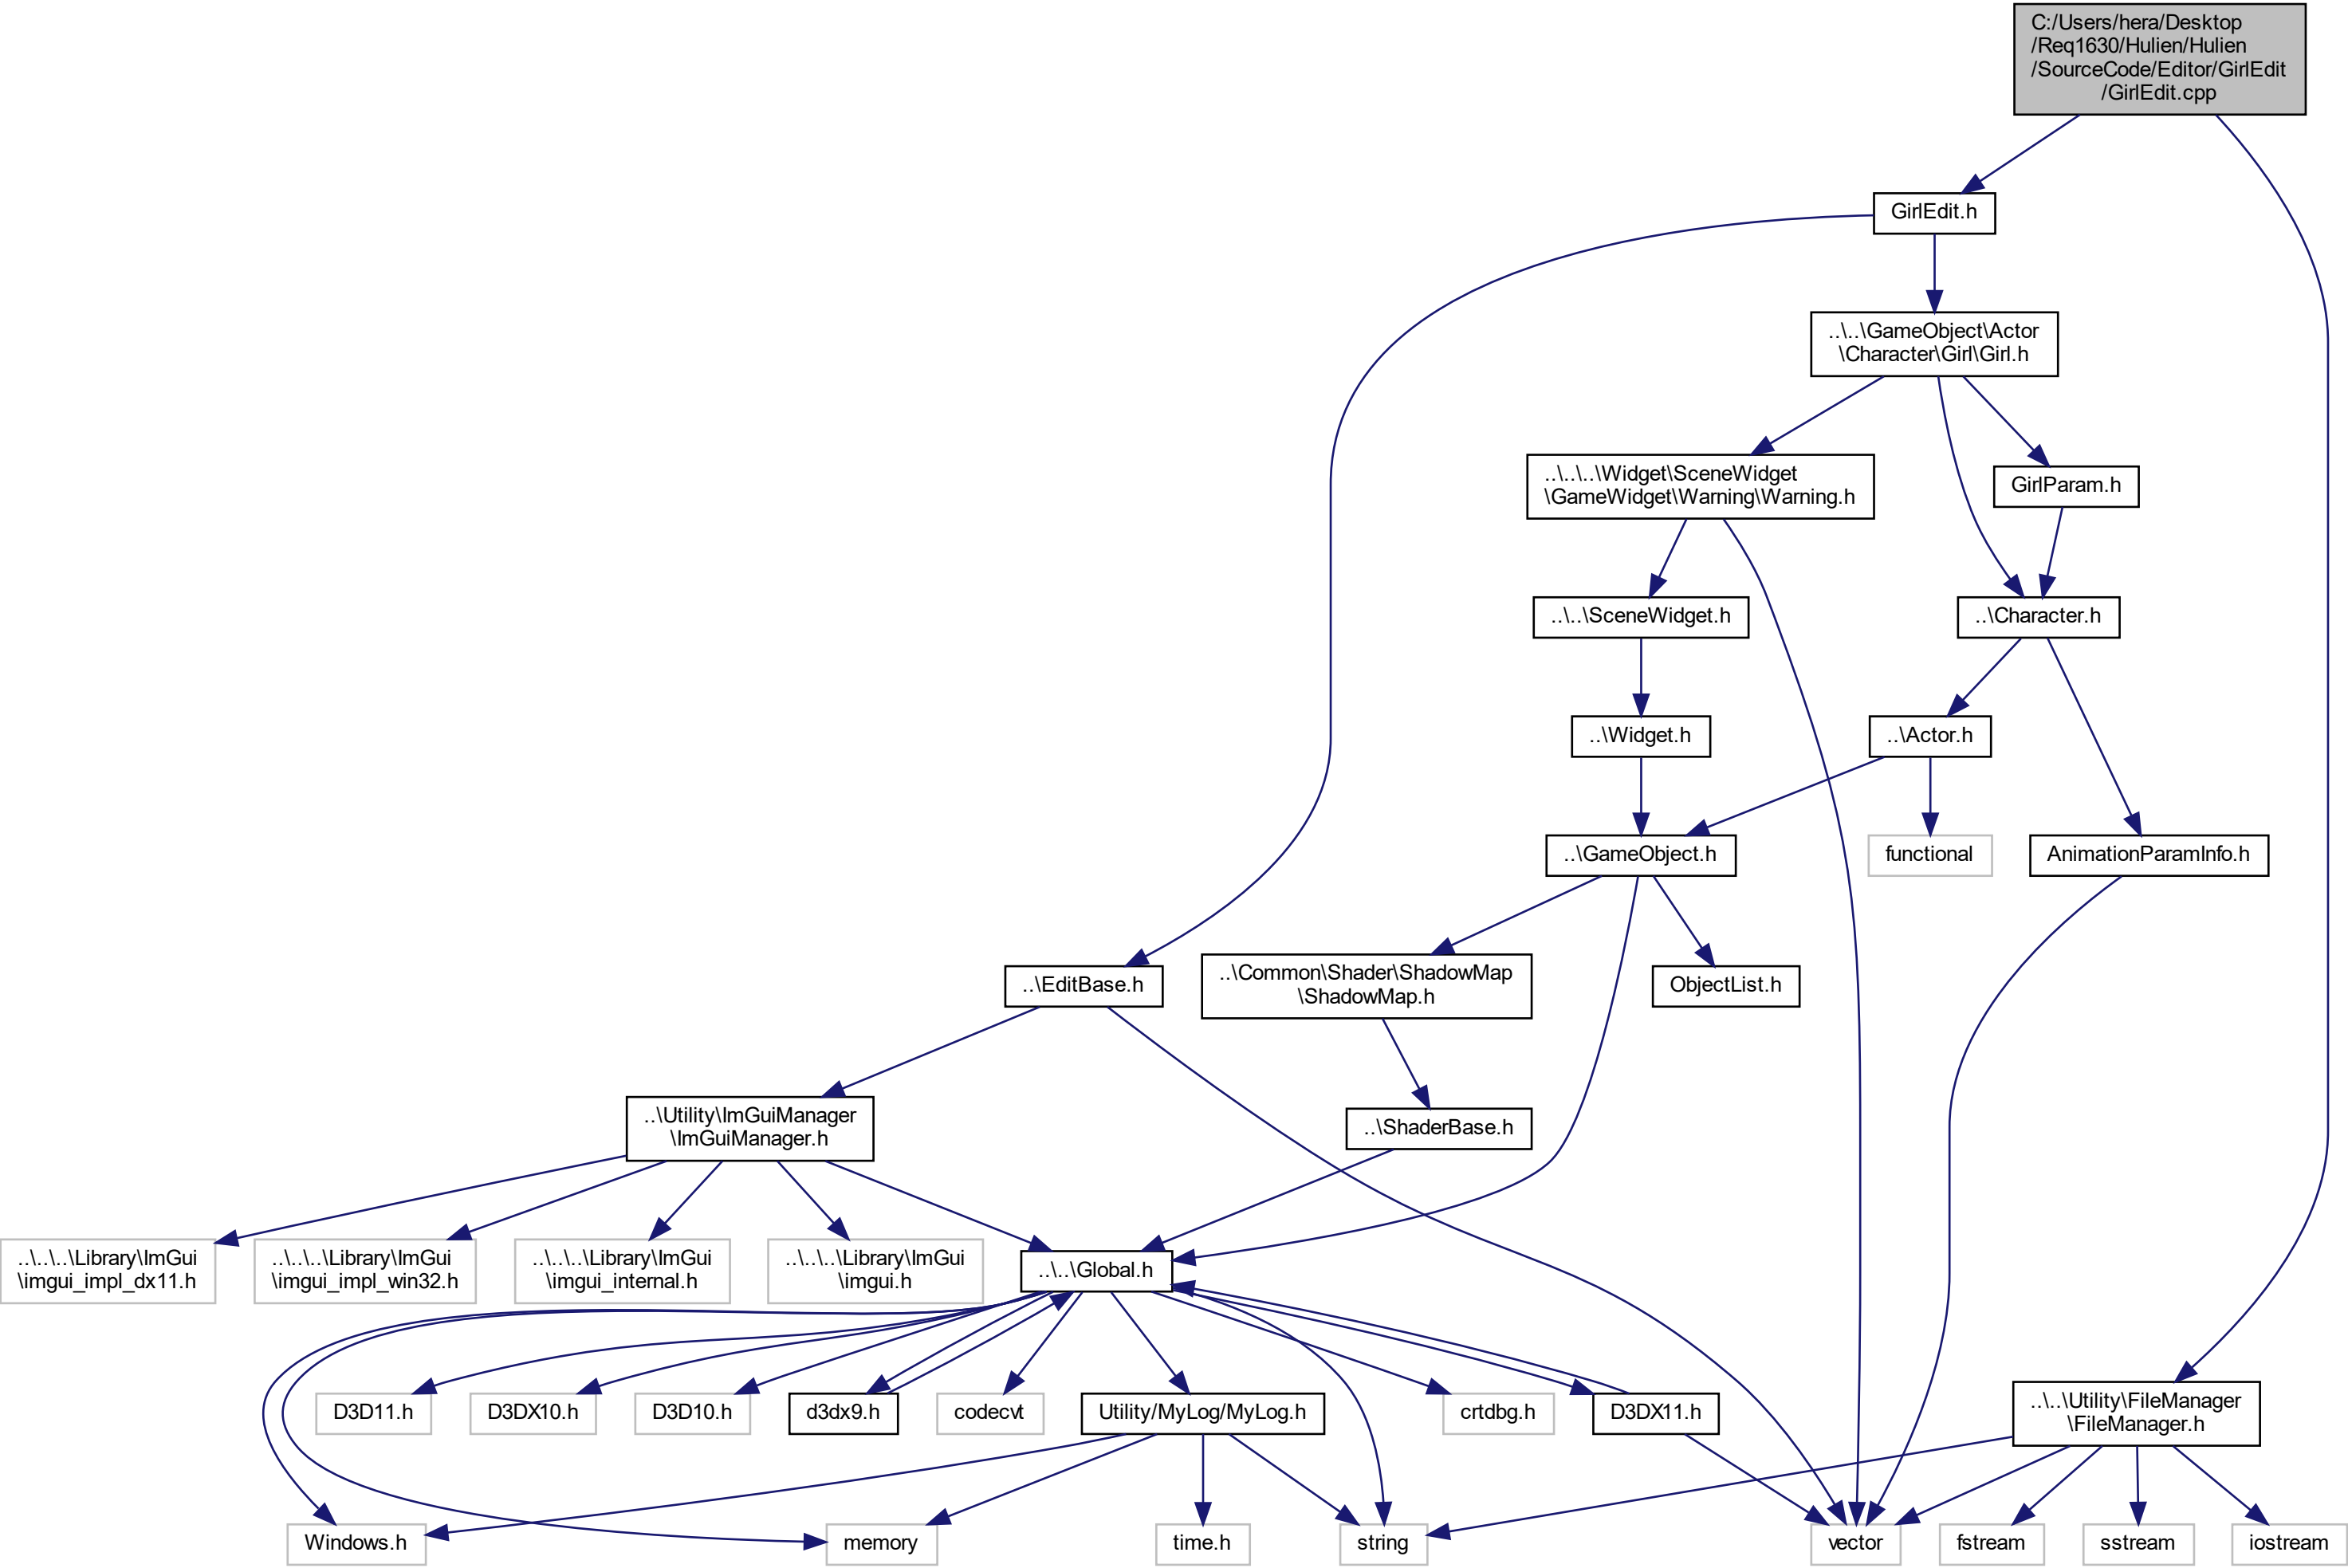 C:/Users/hera/Desktop
/Req1630/Hulien/Hulien
/SourceCode/Editor/GirlEdit
/GirlEdit.cpp
GirlEdit.h
..\..\GameObject\Actor
\Character\Girl\Girl.h
..\..\..\Widget\SceneWidget
\GameWidget\Warning\Warning.h
GirlParam.h
..\..\SceneWidget.h
..\Character.h
..\Widget.h
..\Actor.h
..\GameObject.h
functional
AnimationParamInfo.h
..\EditBase.h
..\Common\Shader\ShadowMap
\ShadowMap.h
ObjectList.h
..\Utility\ImGuiManager
\ImGuiManager.h
..\ShaderBase.h
..\..\..\Library\ImGui
\imgui_impl_dx11.h
..\..\..\Library\ImGui
\imgui_impl_win32.h
..\..\..\Library\ImGui
\imgui_internal.h
..\..\..\Library\ImGui
\imgui.h
..\..\Global.h
D3D11.h
D3DX10.h
D3D10.h
d3dx9.h
codecvt
Utility/MyLog/MyLog.h
crtdbg.h
D3DX11.h
..\..\Utility\FileManager
\FileManager.h
Windows.h
memory
time.h
string
vector
fstream
sstream
iostream